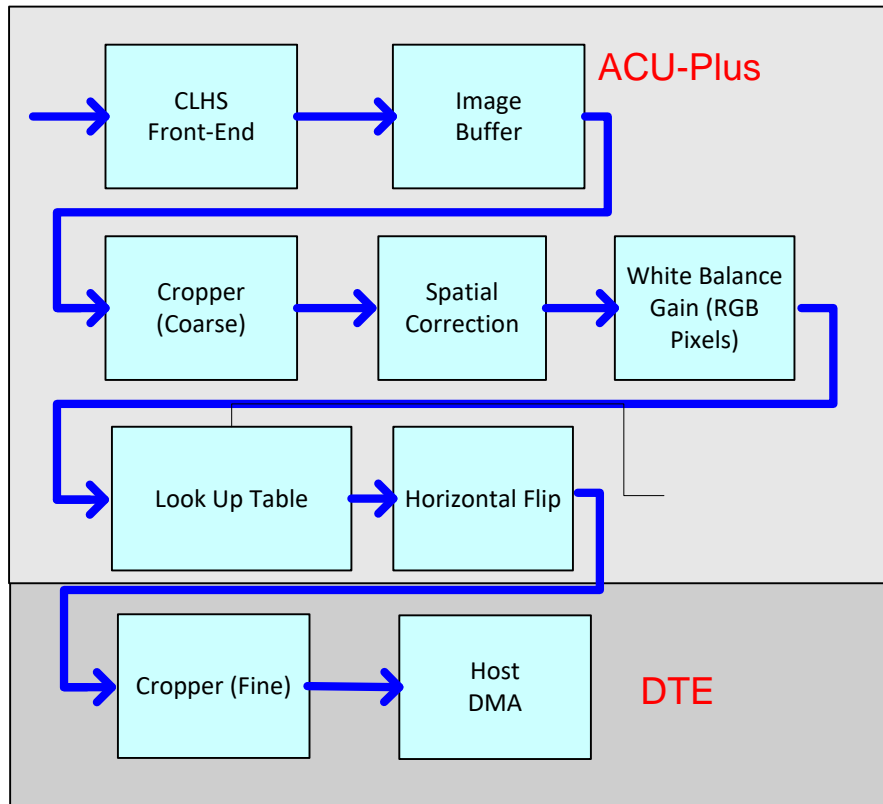 ACU-Plus
CLHS
Front-End
Image
Buffer
Cropper
(Coarse)
Spatial
Correction
White Balance
Gain (RGB
Pixels)
Look Up Table
Horizontal Flip
Cropper (Fine)
Host
DMA
DTE